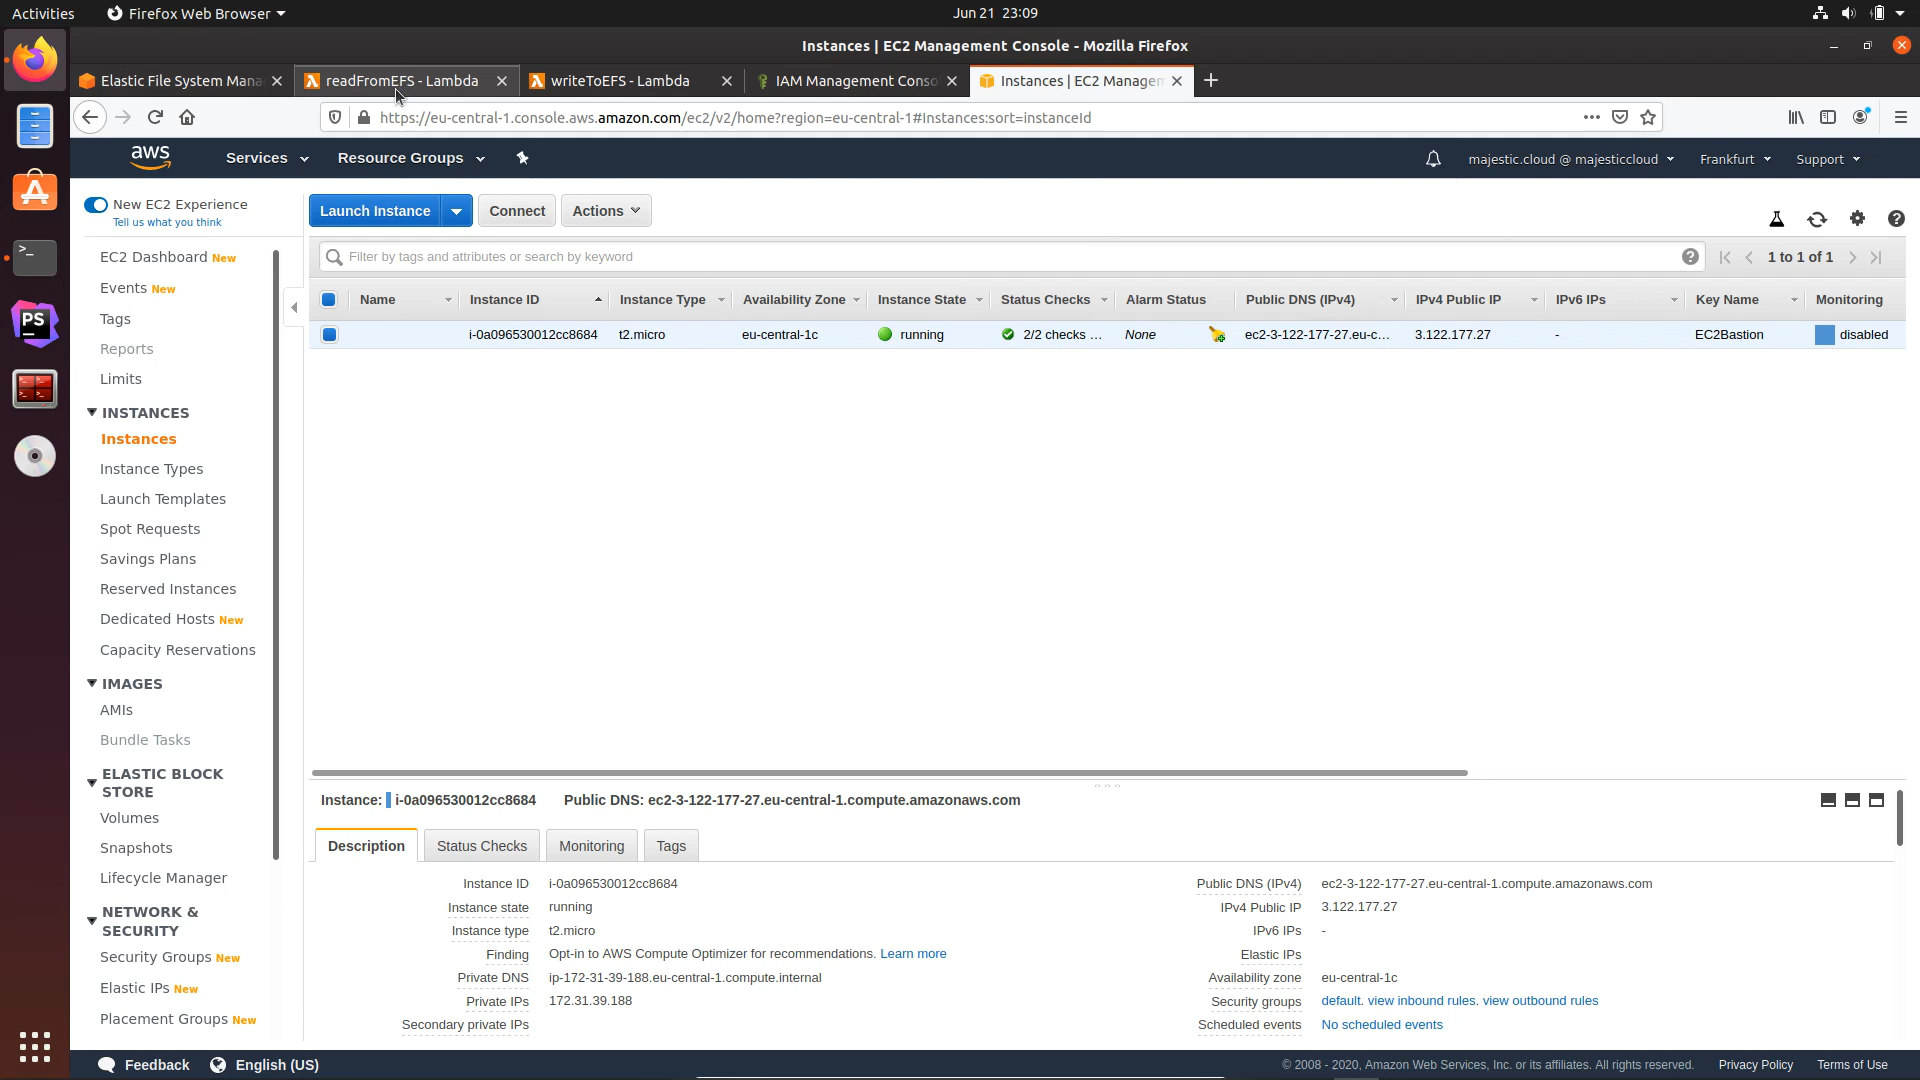 Activities
Firefox Web Browser
Jun 21 23:09
Instances | EC2 Management Console - Mozilla Firefox
Elastic File System Mana
readFromEFS - Lambda
writeToEFS - Lambda
IAM Management Conso
Instances | EC2 Managem
https://eu-central-1.console.aws.amazon.com/ec2/v2/home?region=eu-central-1#Instances:sort=instanceId
aws
Services
Resource Groups
majestic.cloud @ majesticcloud
Frankfurt
Support
New EC2 Experience
Tell us what you think
EC2 Dashboard New
Events New
Tags
Reports
Limits
INSTANCES
Instances
Instance Types
Launch Templates
Spot Requests
Savings Plans
Reserved Instances
Dedicated Hosts New
Capacity Reservations
IMAGES
AMIs
Bundle Tasks
ELASTIC BLOCK
STORE
Volumes
Snapshots
Lifecycle Manager
NETWORK &
SECURITY
Security Groups New
Elastic IPs New
Placement Groups New
Launch Instance
Connect
Actions
Filter by tags and attributes or search by keyword
1 to 1 of 1
Name Instance ID Instance Type Availability Zone Instance State Status Checks Alarm Status Public DNS (IPv4) IPv4 Public IP IPv6 IPs Key Name Monitoring
i-0a096530012cc8684 t2.micro eu-central-1c running 2/2 checks … None ec2-3-122-177-27.eu-c… 3.122.177.27 - EC2Bastion disabled
Instance: i-0a096530012cc8684 Public DNS: ec2-3-122-177-27.eu-central-1.compute.amazonaws.com
Description
Status Checks
Monitoring
Tags
Instance ID i-0a096530012cc8684
Instance state running
Instance type t2.micro
Finding Opt-in to AWS Compute Optimizer for recommendations. Learn more
Private DNS ip-172-31-39-188.eu-central-1.compute.internal
Private IPs 172.31.39.188
Secondary private IPs
Public DNS (IPv4) ec2-3-122-177-27.eu-central-1.compute.amazonaws.com
IPv4 Public IP 3.122.177.27
IPv6 IPs -
Elastic IPs
Availability zone eu-central-1c
Security groups default. view inbound rules. view outbound rules
Scheduled events No scheduled events
Feedback
English (US)
© 2008 - 2020, Amazon Web Services, Inc. or its affiliates. All rights reserved.
Privacy Policy
Terms of Use
PS